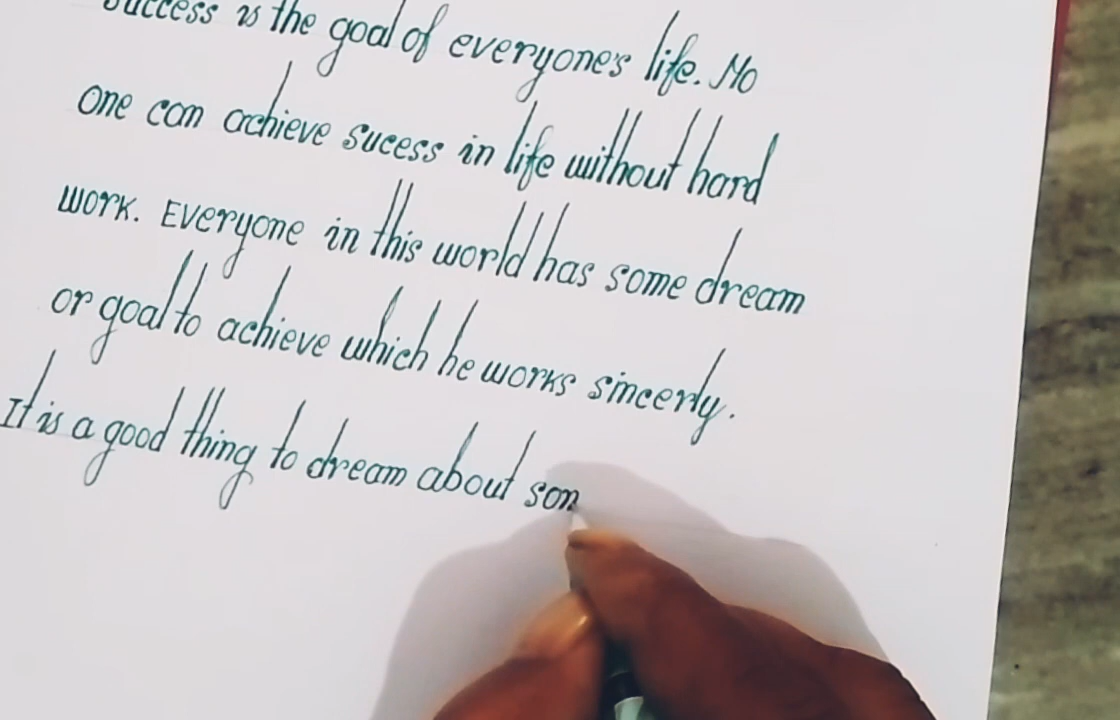 Success is the goal of everyone's life. No
one can achieve sucess in life without hard
work. Everyone in this world has some dream
or goal to achieve which he works sincerly.
It is a good thing to dream about som